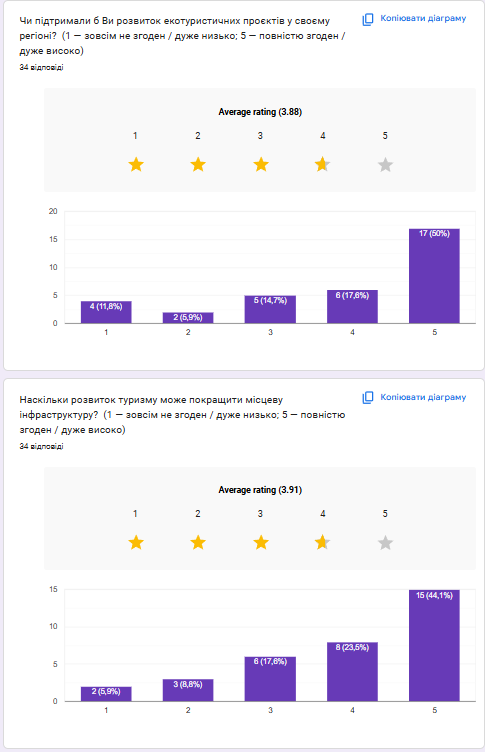 Чи підтримали б Ви розвиток екотуристичних проєктів у своєму
регіоні? (1 — зовсім не згоден / дуже низько; 5 — повністю згоден /
дуже високо)
Копіювати діаграму
34 відповіді
Average rating (3.88)
1 2 3 4 5
20
15
10
5
0
4 (11,8%)
2 (5,9%)
5 (14,7%)
6 (17,6%)
17 (50%)
1 2 3 4 5
Наскільки розвиток туризму може покращити місцеву
інфраструктуру? (1 — зовсім не згоден / дуже низько; 5 — повністю
згоден / дуже високо)
Копіювати діаграму
34 відповіді
Average rating (3.91)
1 2 3 4 5
15
10
5
0
2 (5,9%)
3 (8,8%)
6 (17,6%)
8 (23,5%)
15 (44,1%)
1 2 3 4 5